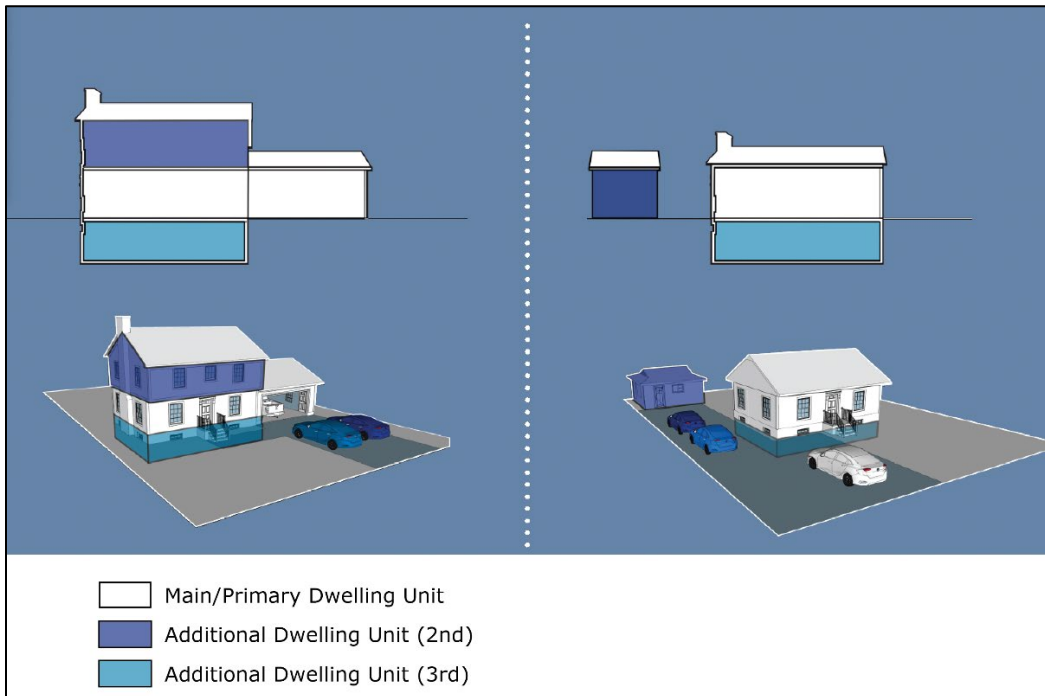 Main/Primary Dwelling Unit
Additional Dwelling Unit (2nd)
Additional Dwelling Unit (3rd)